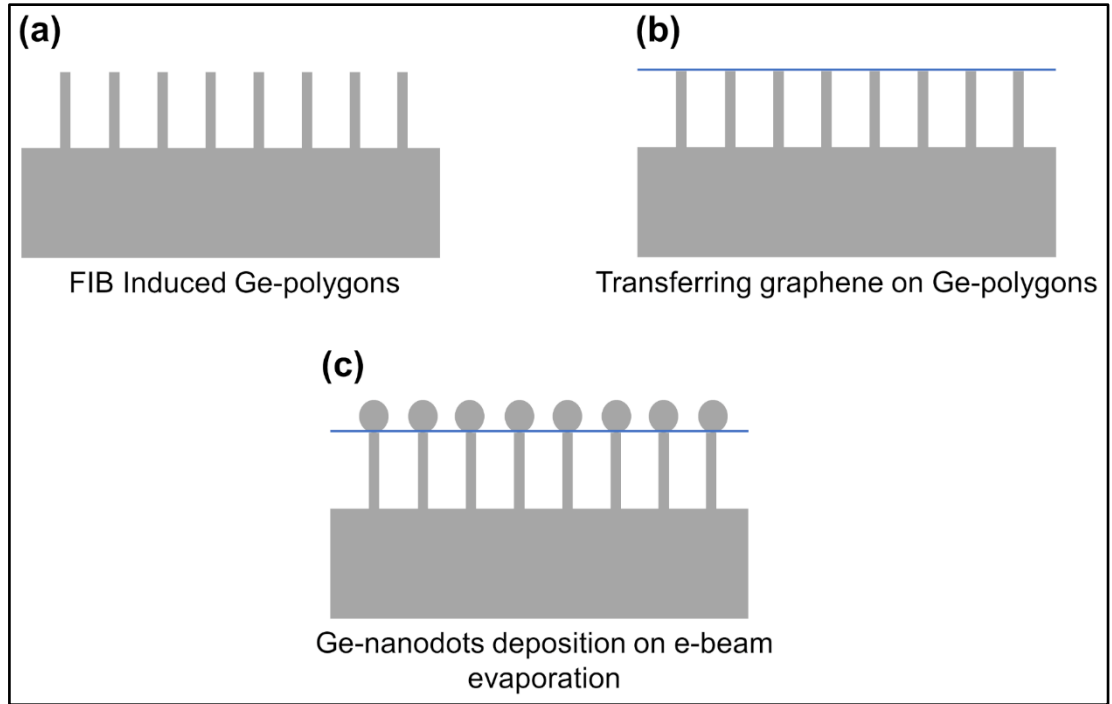 (a)
FIB Induced Ge-polygons
(b)
Transferring graphene on Ge-polygons
(c)
Ge-nanodots deposition on e-beam
evaporation